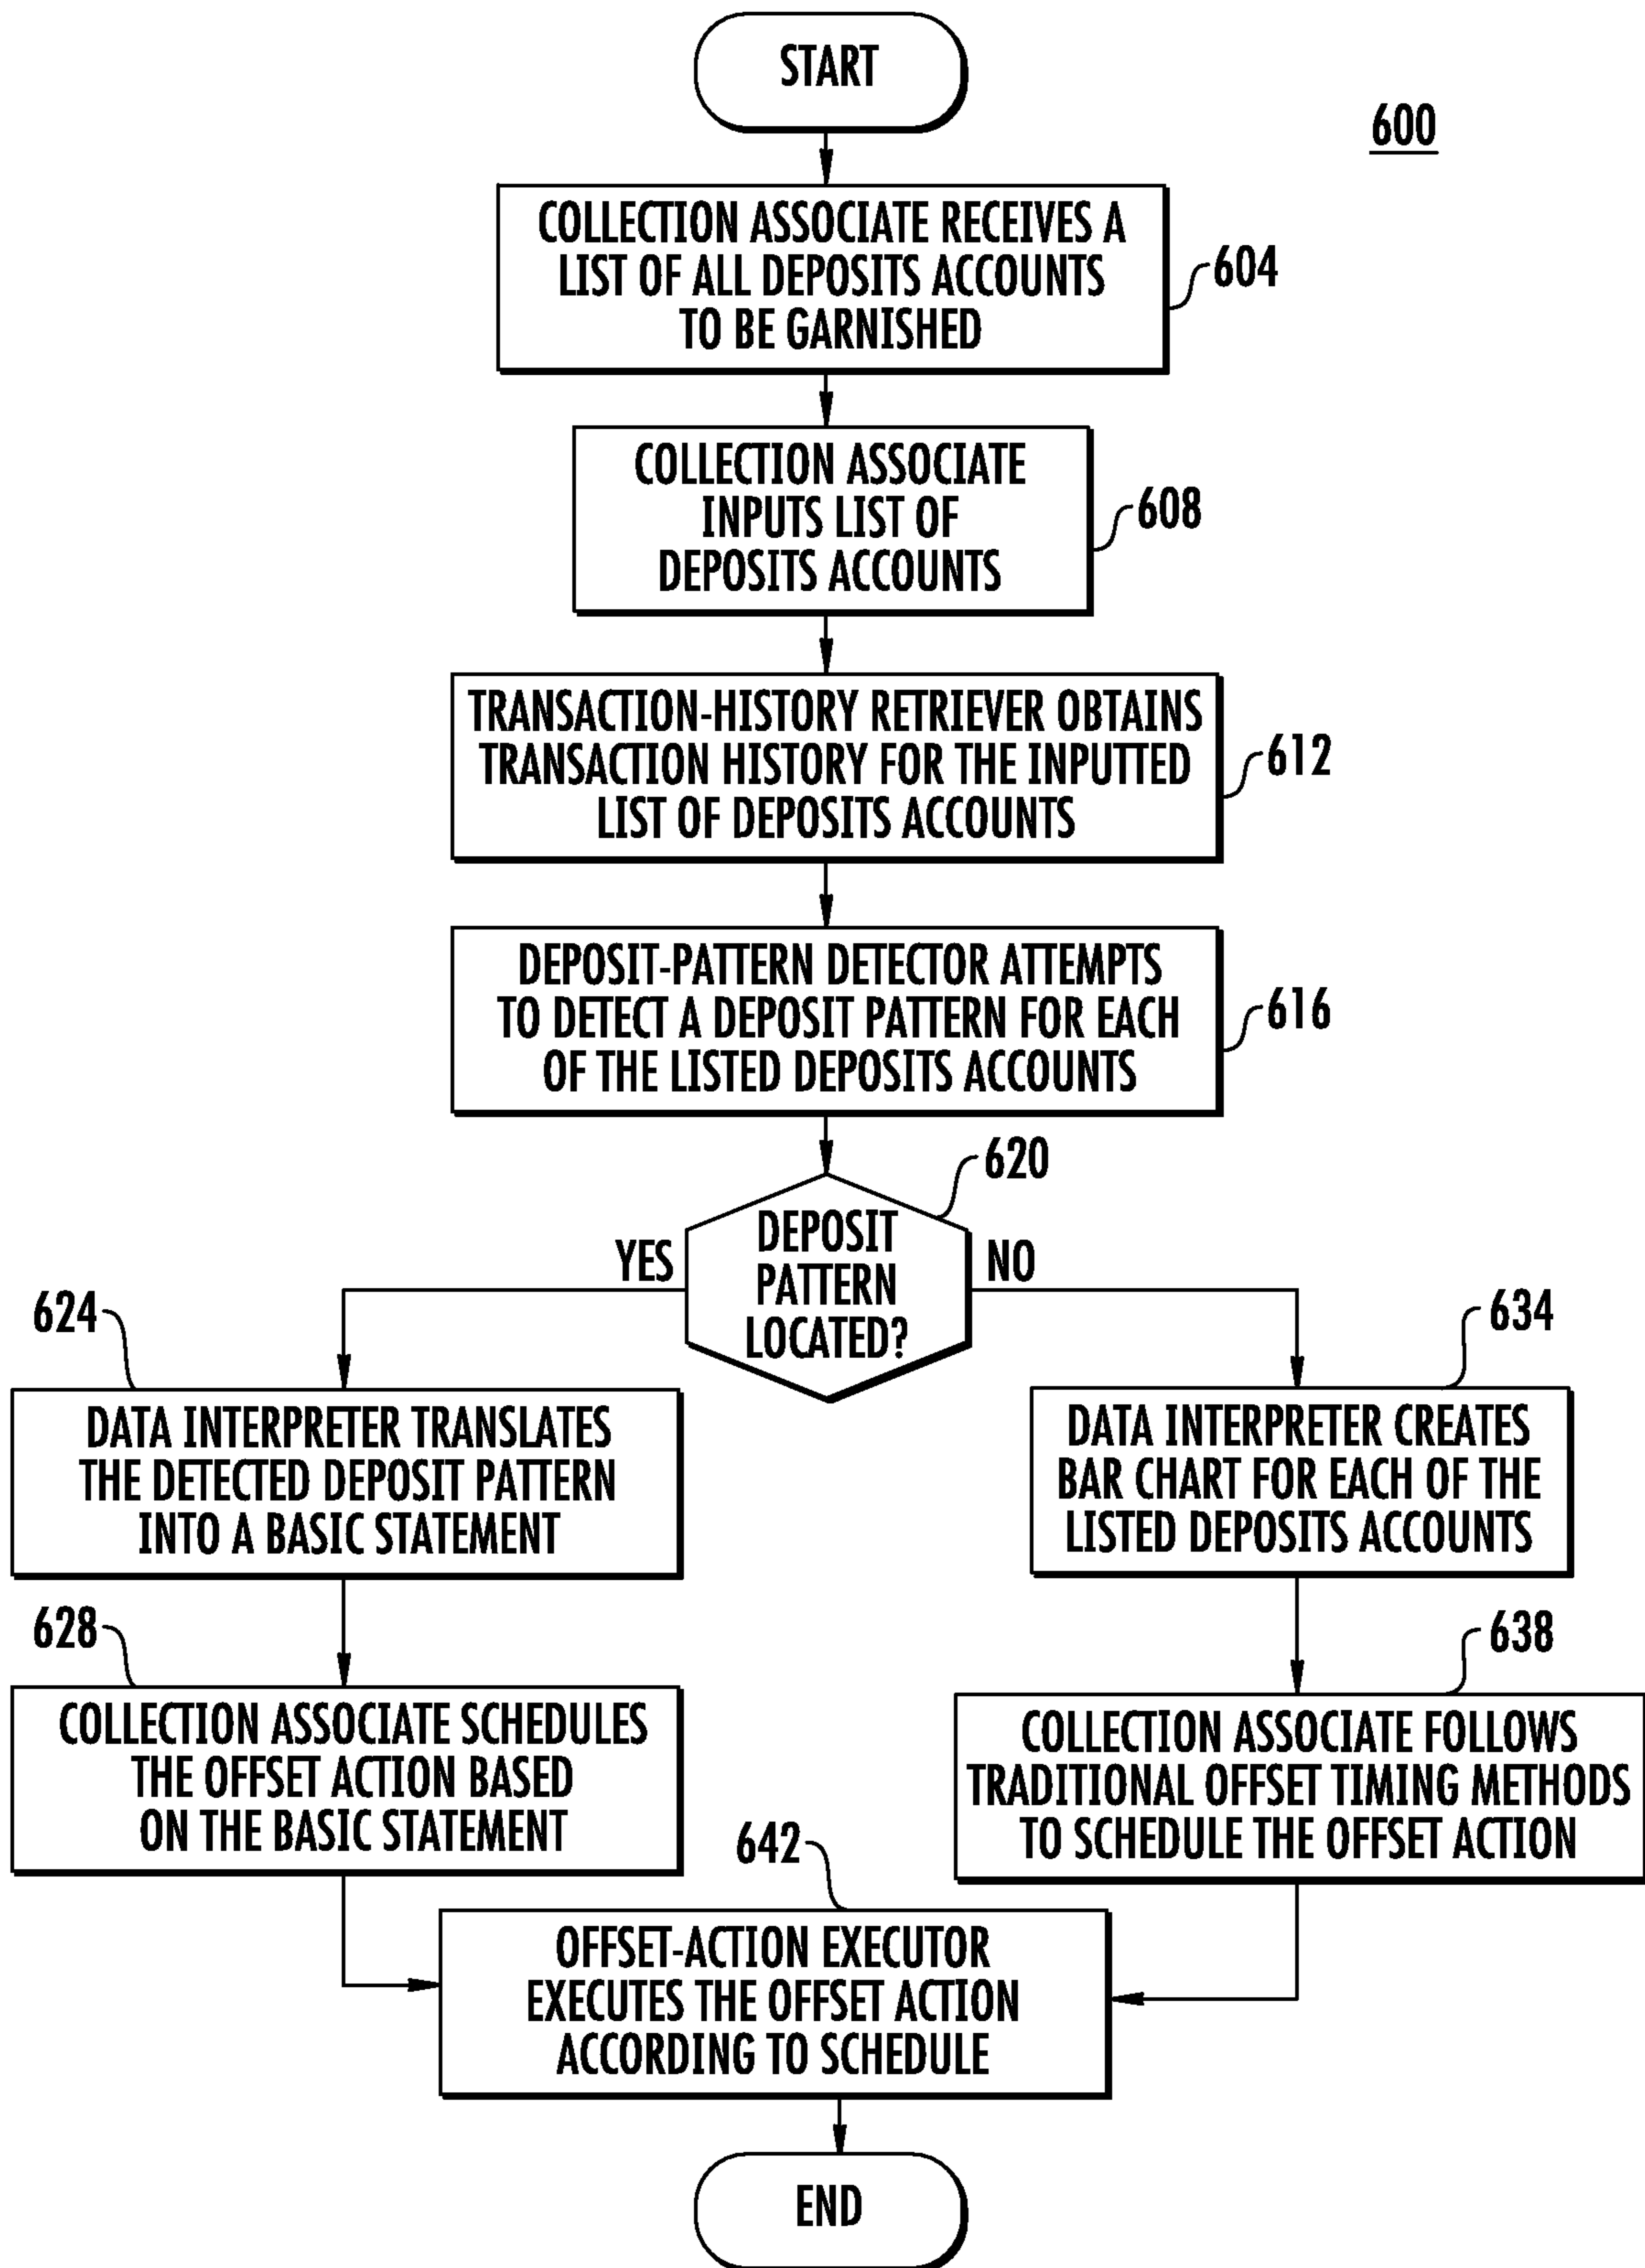 START
600
COLLECTION ASSOCIATE RECEIVES A
LIST OF ALL DEPOSITS ACCOUNTS
TO BE GARNISHED
604
COLLECTION ASSOCIATE
INPUTS LIST OF
DEPOSITS ACCOUNTS
608
TRANSACTION-HISTORY RETRIEVER OBTAINS
TRANSACTION HISTORY FOR THE INPUTTED
LIST OF DEPOSITS ACCOUNTS
612
DEPOSIT-PATTERN DETECTOR ATTEMPTS
TO DETECT A DEPOSIT PATTERN FOR EACH
OF THE LISTED DEPOSITS ACCOUNTS
616
620
DEPOSIT
PATTERN
LOCATED?
YES
NO
624
DATA INTERPRETER TRANSLATES
THE DETECTED DEPOSIT PATTERN
INTO A BASIC STATEMENT
634
DATA INTERPRETER CREATES
BAR CHART FOR EACH OF THE
LISTED DEPOSITS ACCOUNTS
628
COLLECTION ASSOCIATE SCHEDULES
THE OFFSET ACTION BASED
ON THE BASIC STATEMENT
638
COLLECTION ASSOCIATE FOLLOWS
TRADITIONAL OFFSET TIMING METHODS
TO SCHEDULE THE OFFSET ACTION
642
OFFSET-ACTION EXECUTOR
EXECUTES THE OFFSET ACTION
ACCORDING TO SCHEDULE
END